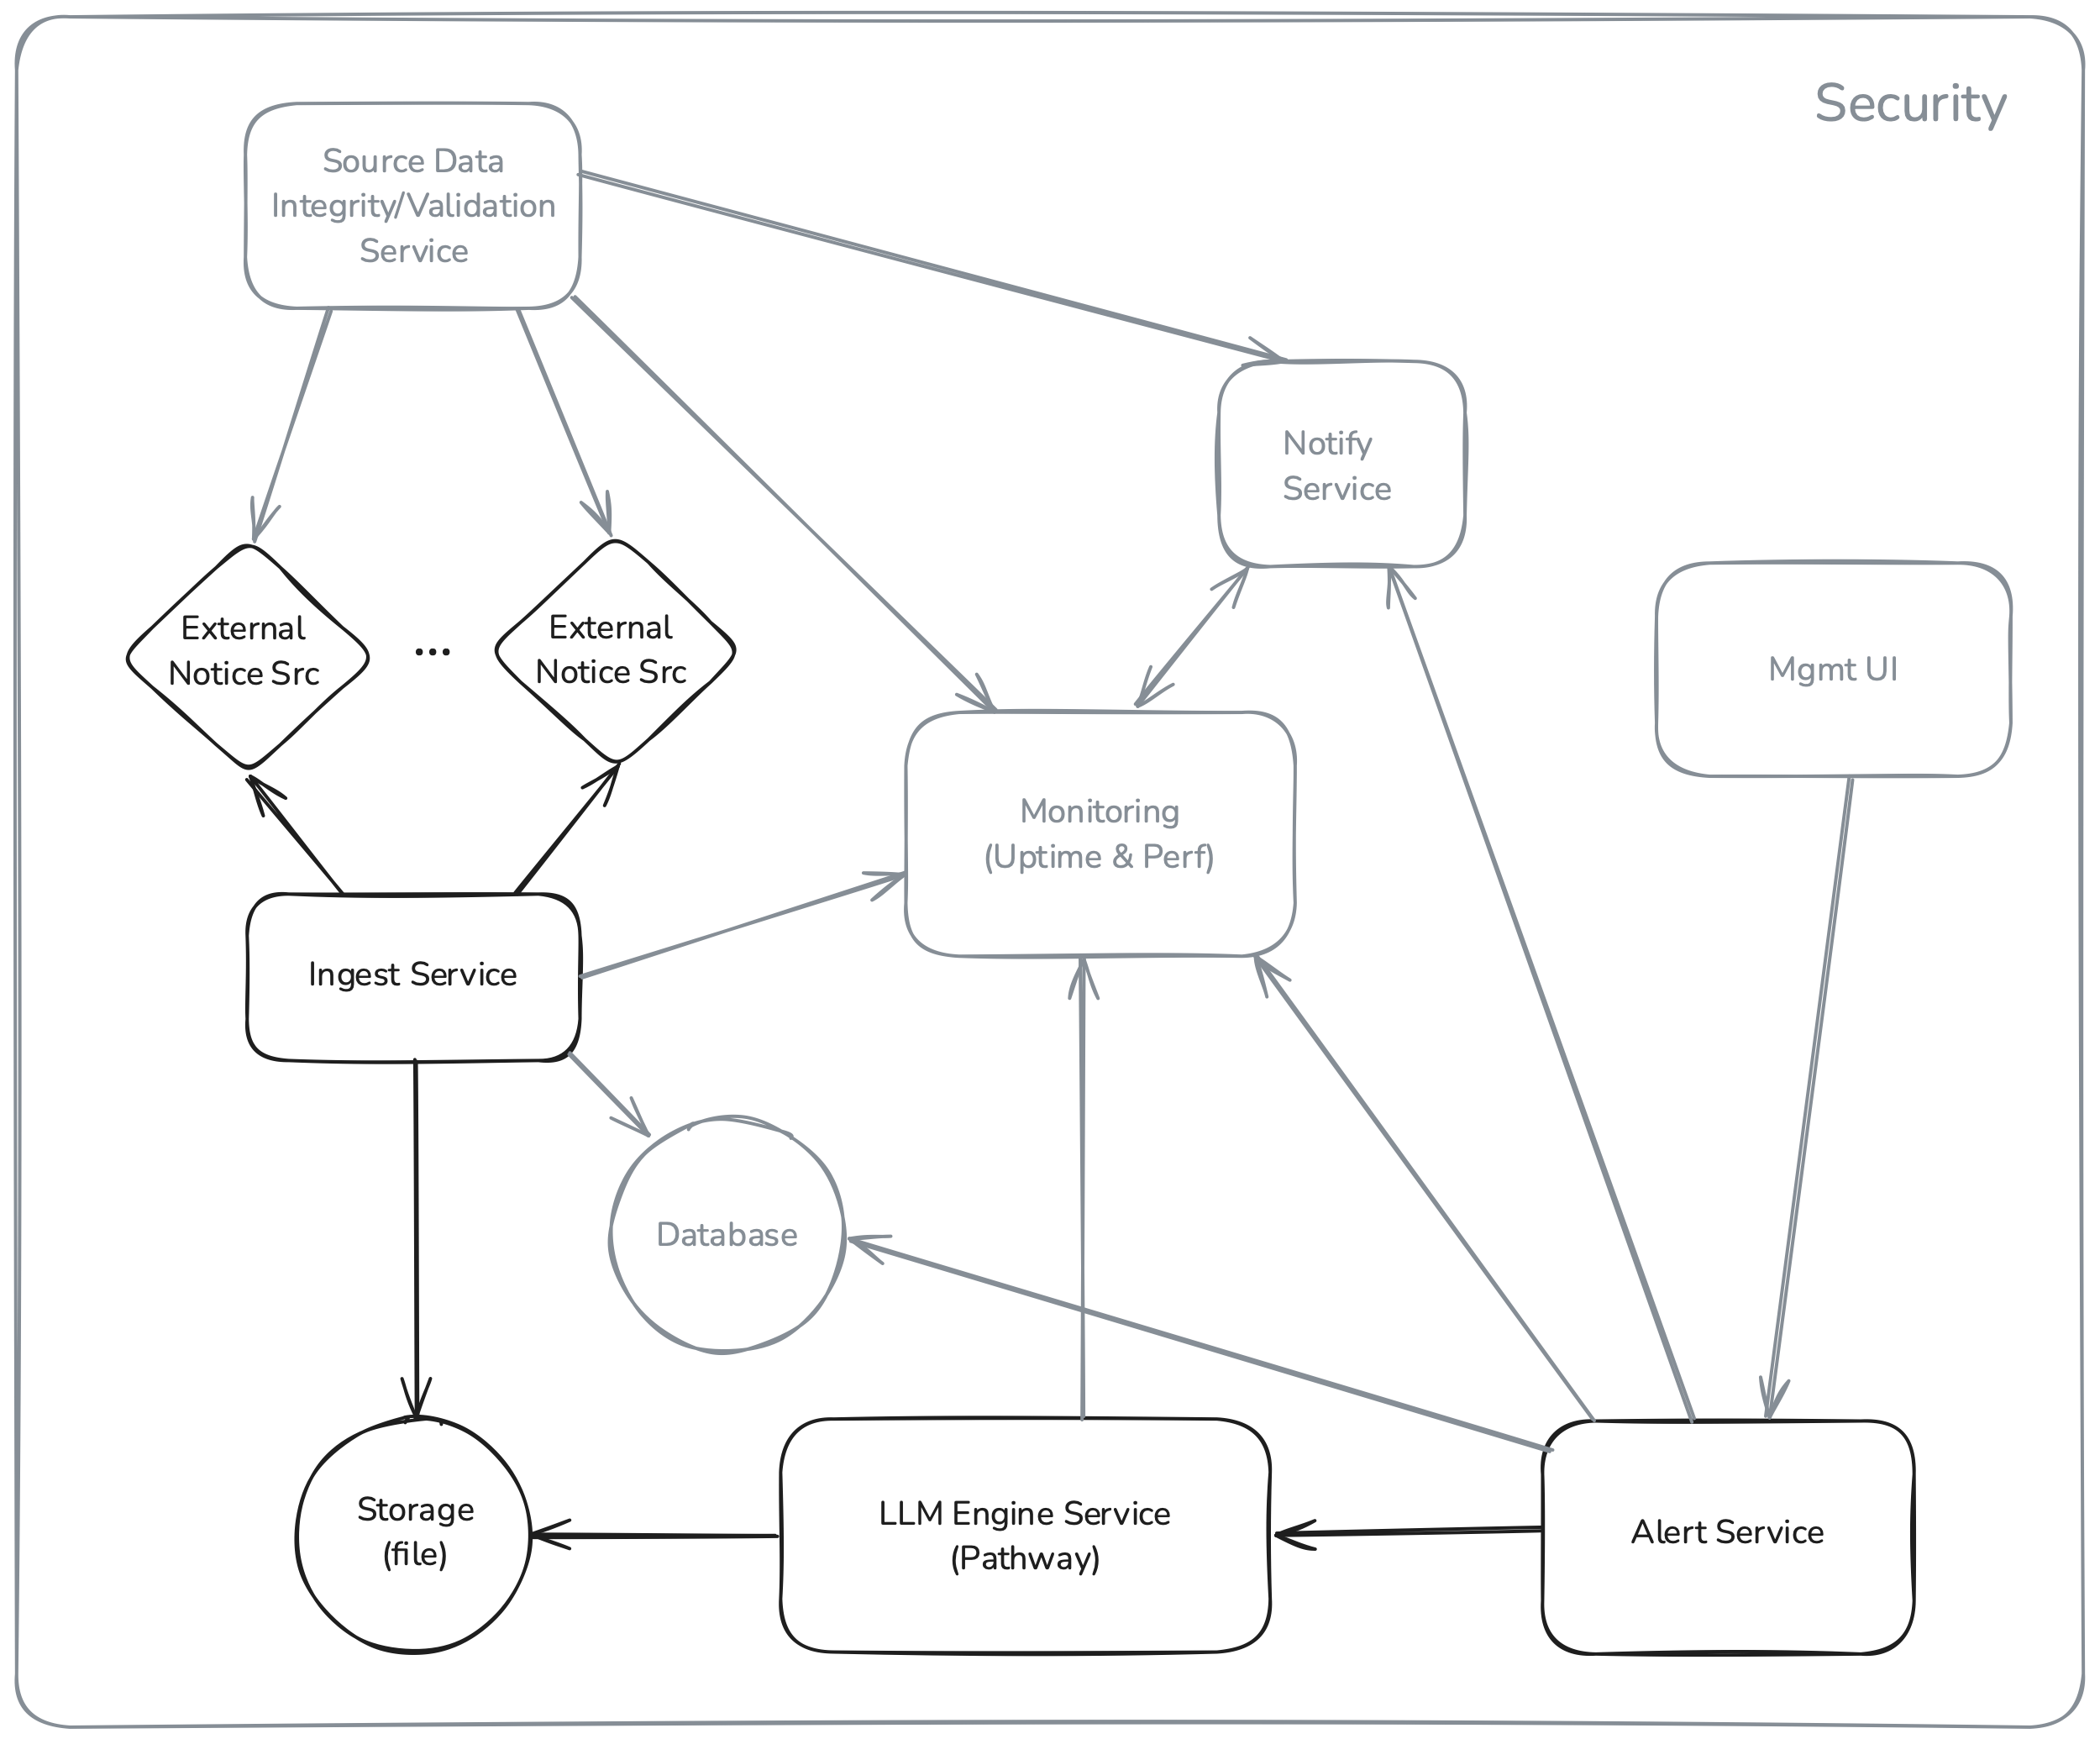 Security
Source Data
Integrity/Validation
Service
Notify
Service
External
Notice Src
...
External
Notice Src
Mgmt UI
Monitoring
(Uptime & Perf)
Ingest Service
Database
Storage
(file)
LLM Engine Service
(Pathway)
Alert Service